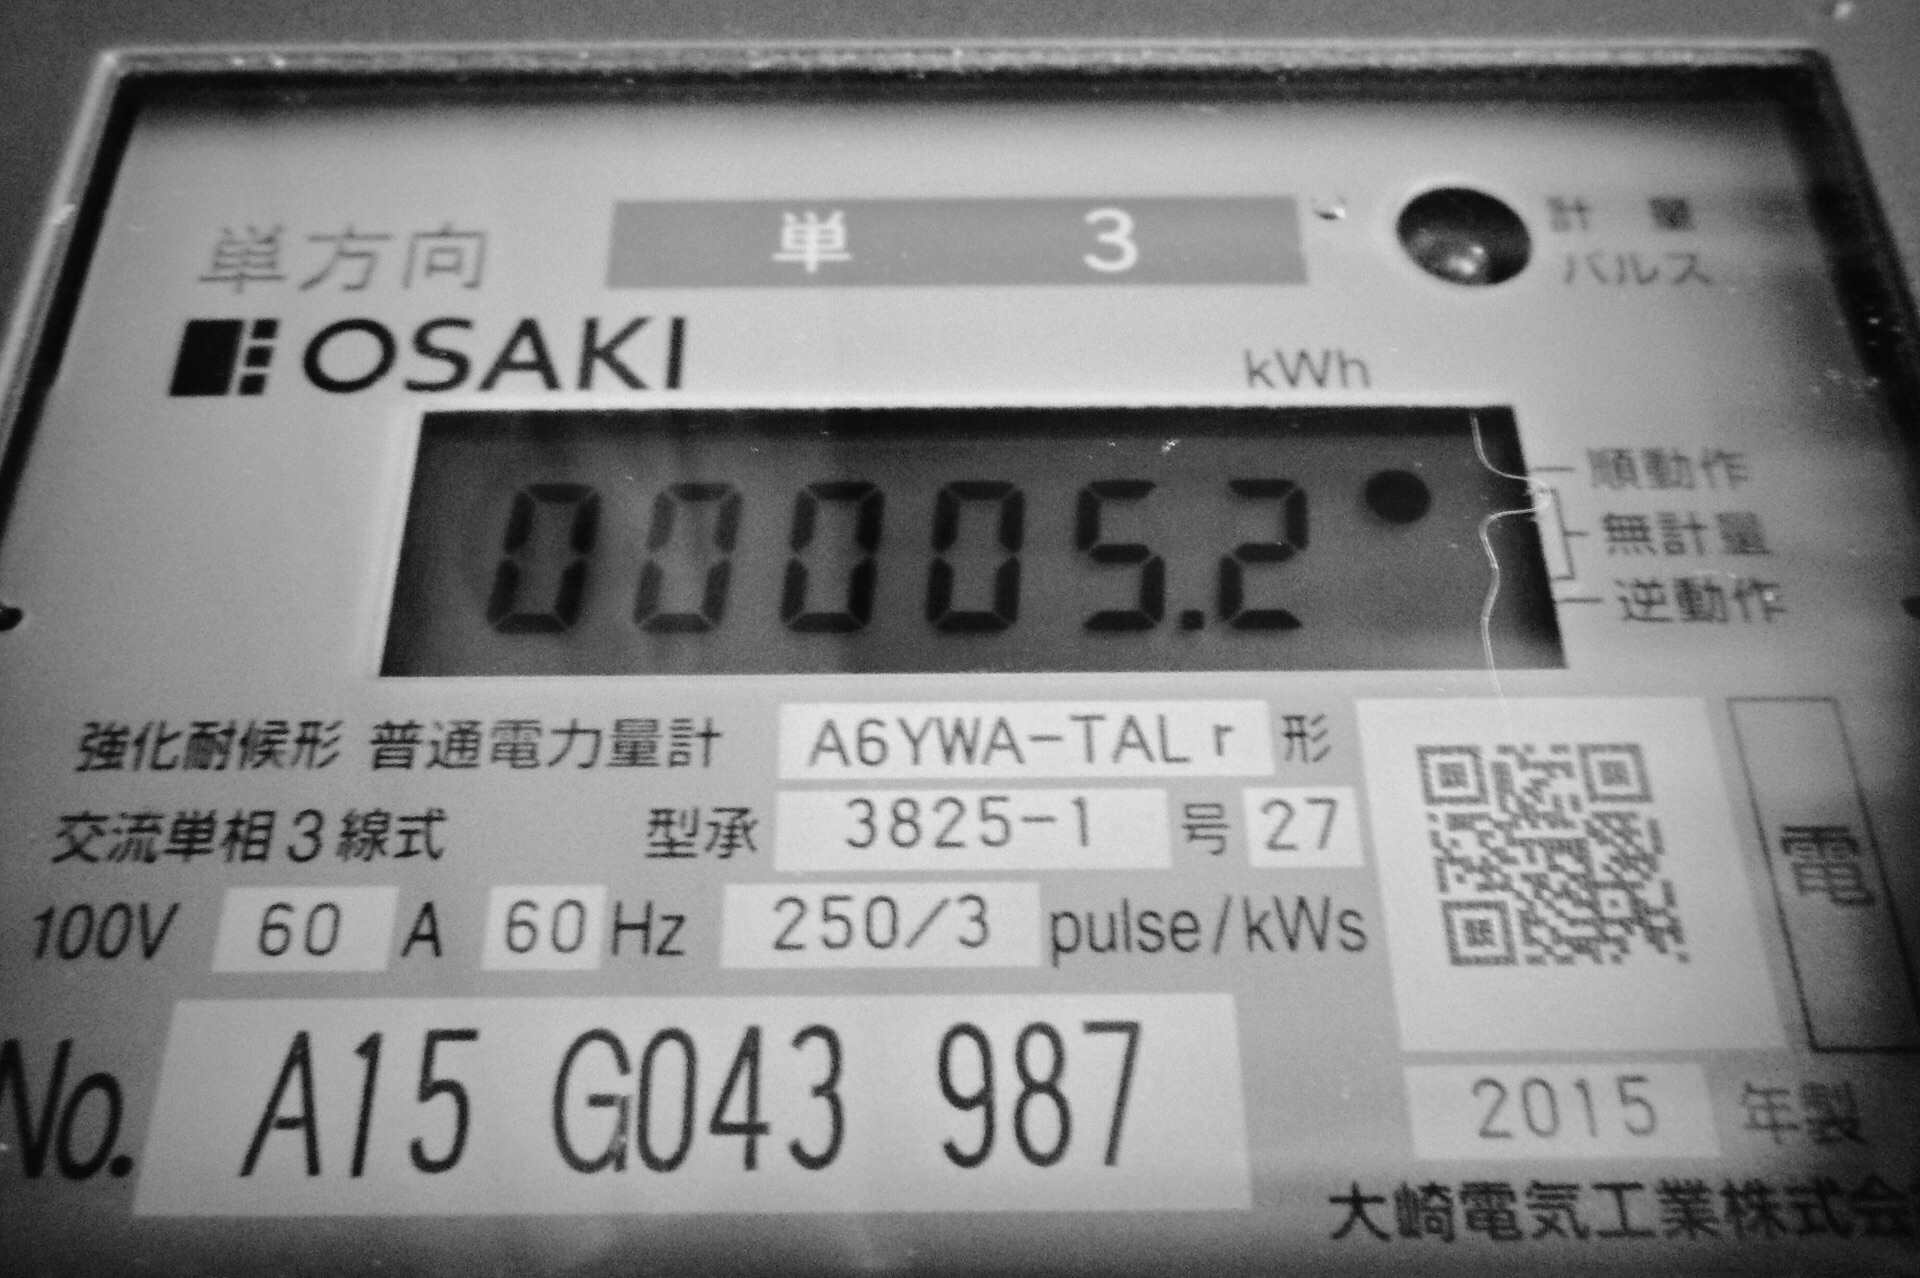 単方向
単 3
計量
パルス
OSAKI
kWh
00005.2
順動作
無計量
逆動作
強化耐候形 普通電力量計 A6YWA-TAL r 形
交流単相3線式 型承 3825-1 号 27
電
100V 60 A 60 Hz 250/3 pulse/kWs
No. A15 G043 987
2015 年製
大崎電気工業株式会